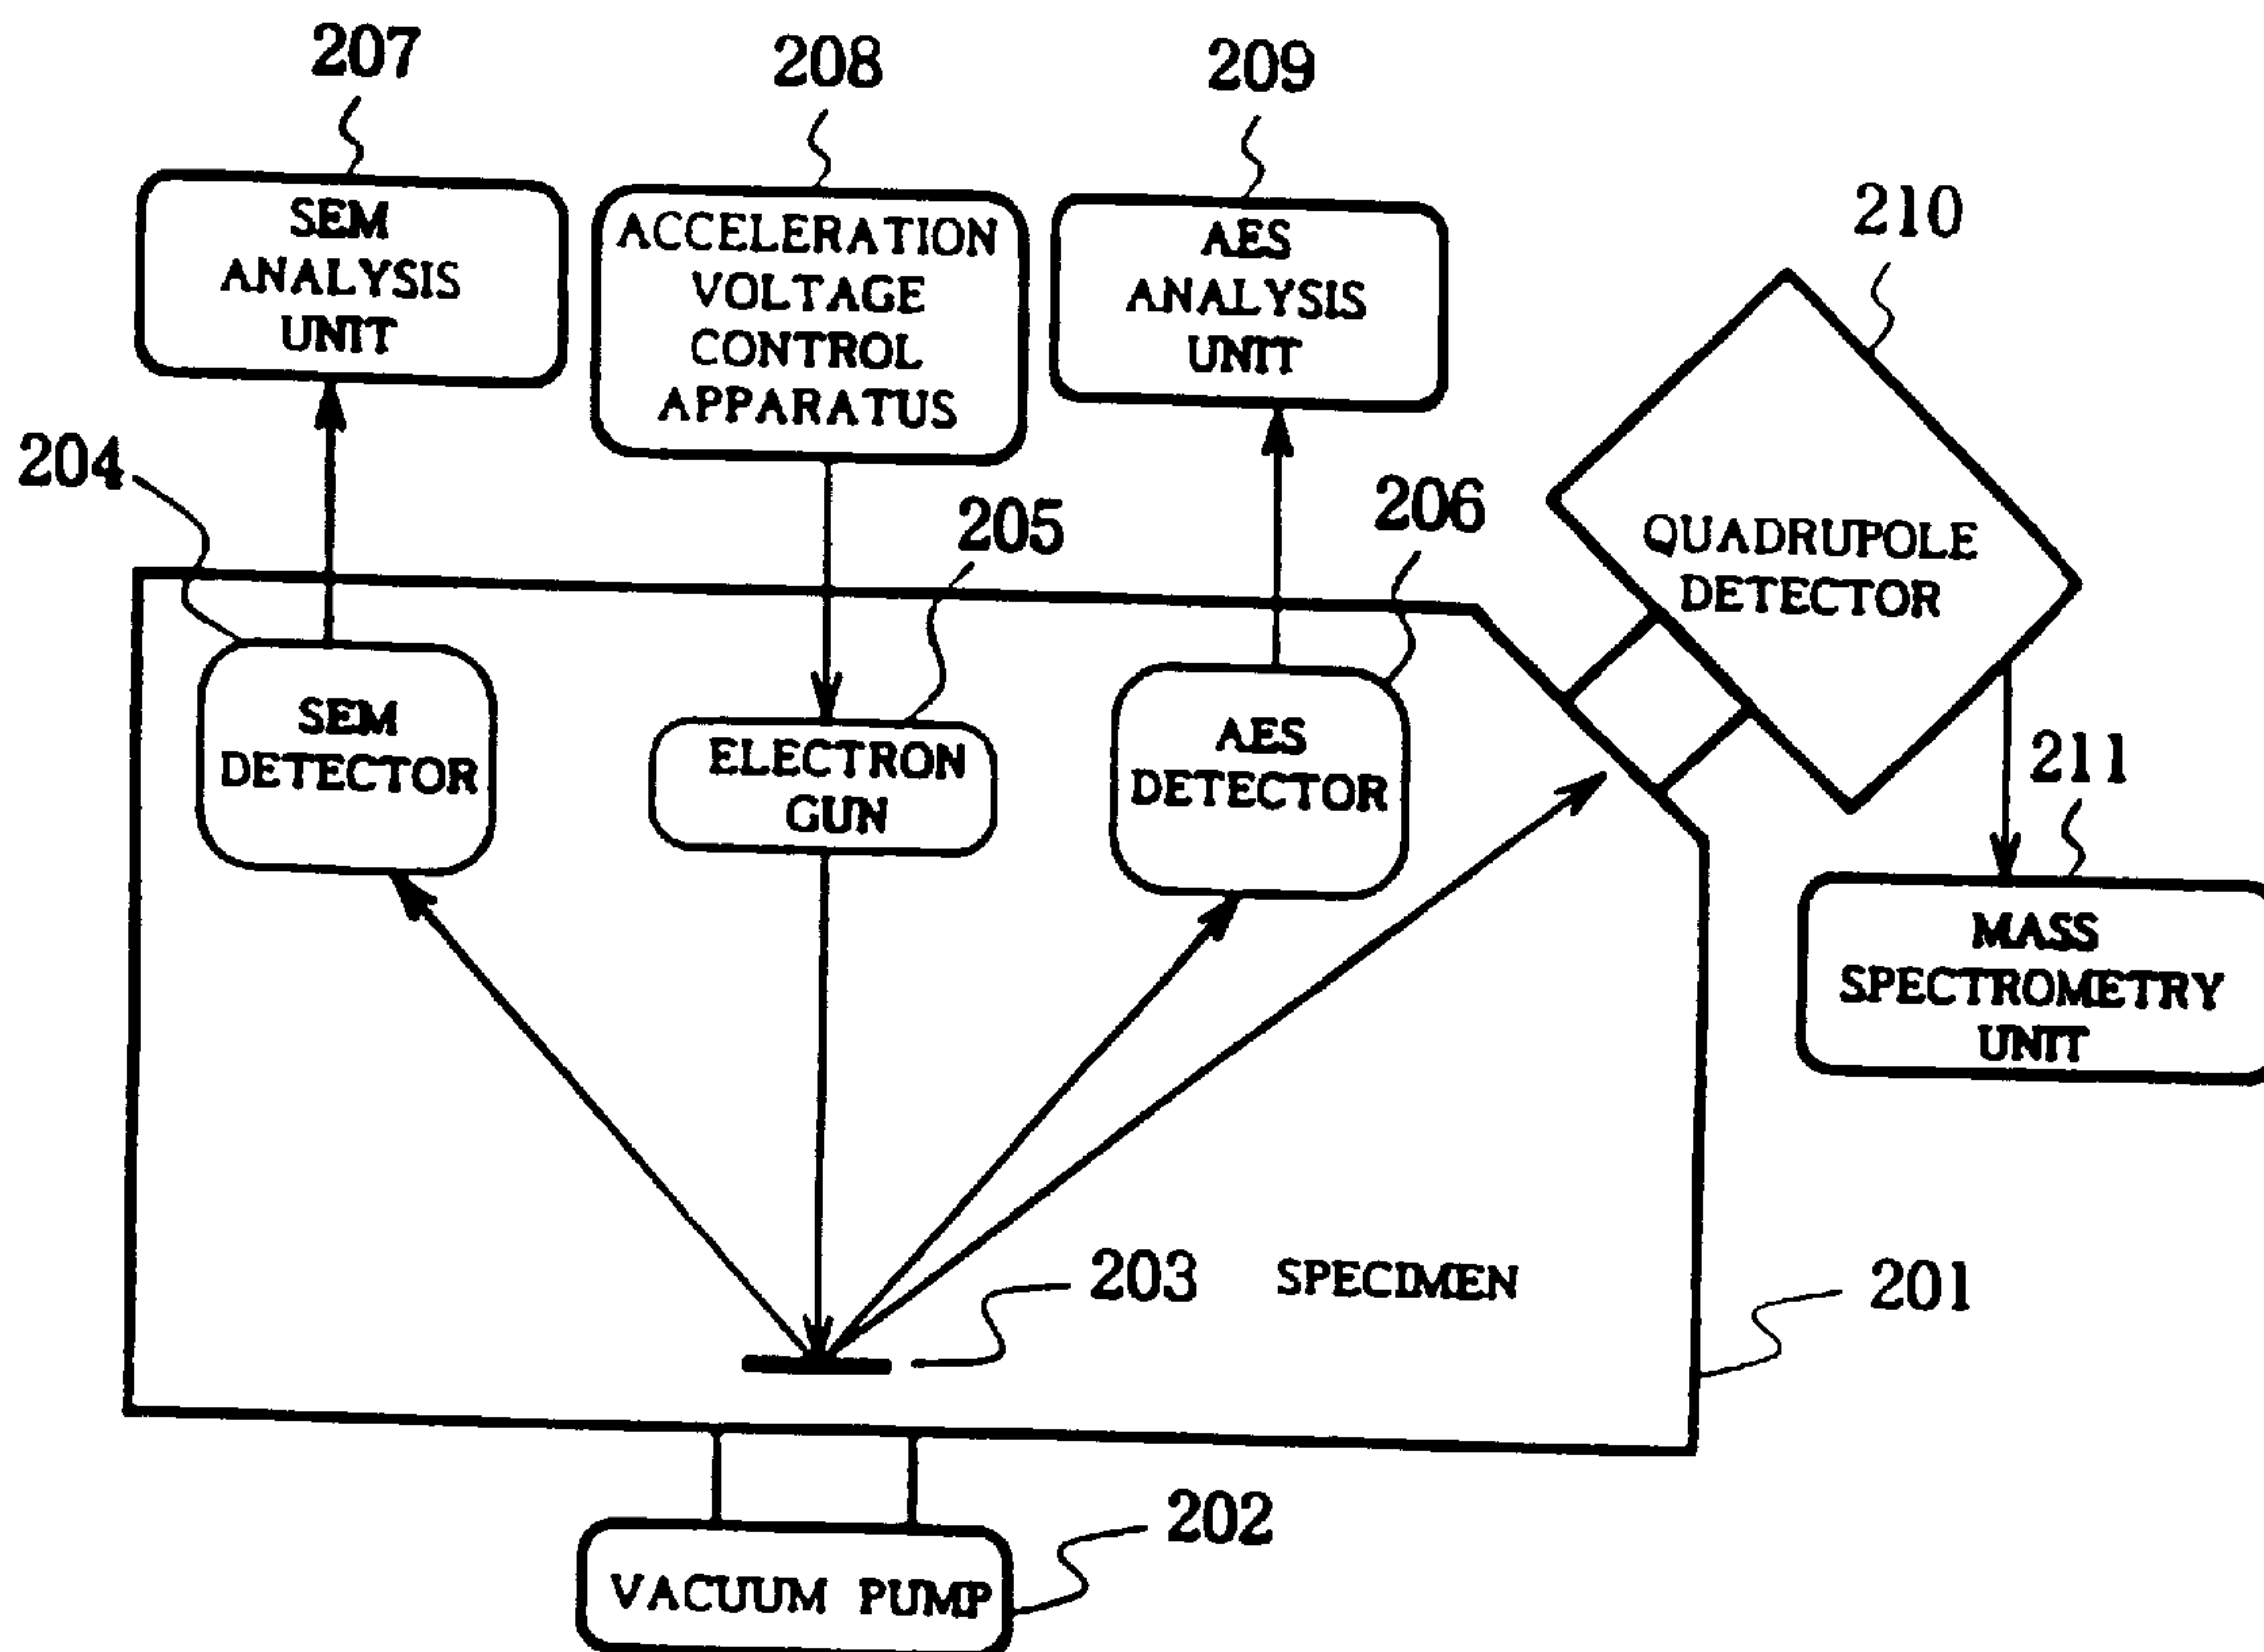 207
208
209
210
SEM
ANALYSIS
UNIT
ACCELERATION
VOLTAGE
CONTROL
APPARATUS
AES
ANALYSIS
UNIT
204
205
206
QUADRUPOLE
DETECTOR
SEM
DETECTOR
ELECTRON
GUN
AES
DETECTOR
211
MASS
SPECTROMETRY
UNIT
203 SPECIMEN
201
202
VACUUM PUMP